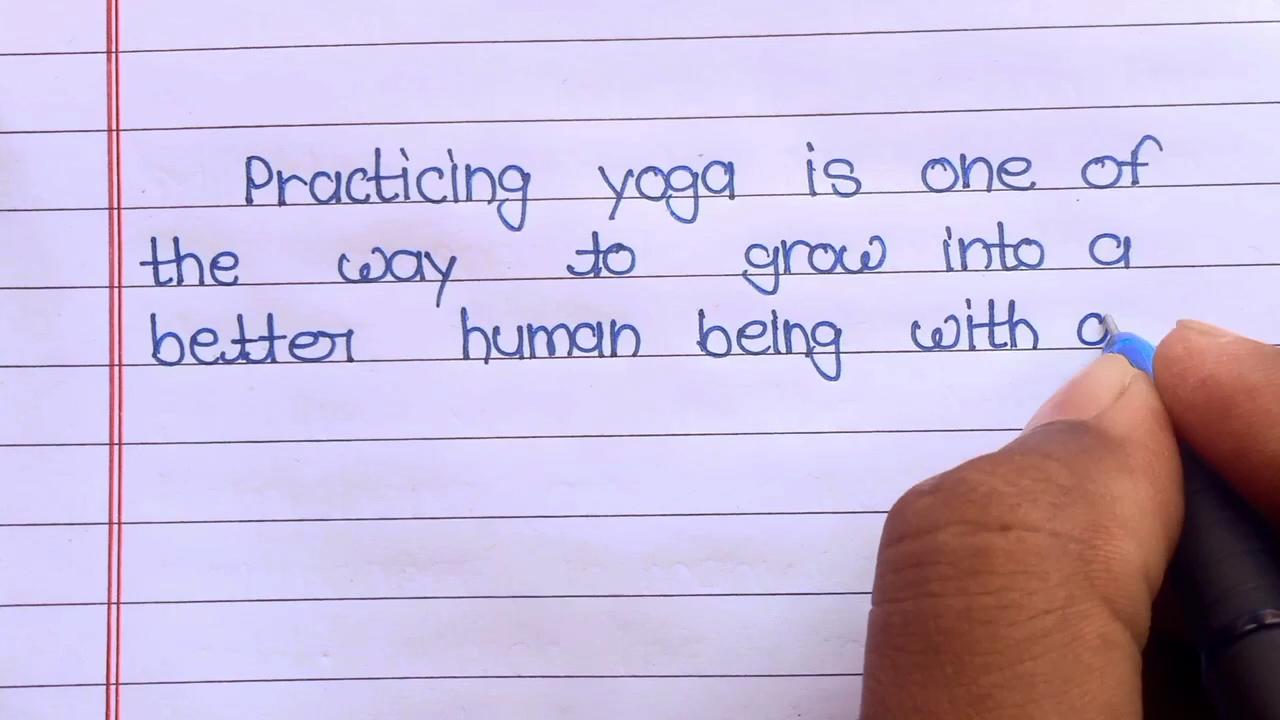 Practicing yoga is one of
the way to grow into a
better human being with a